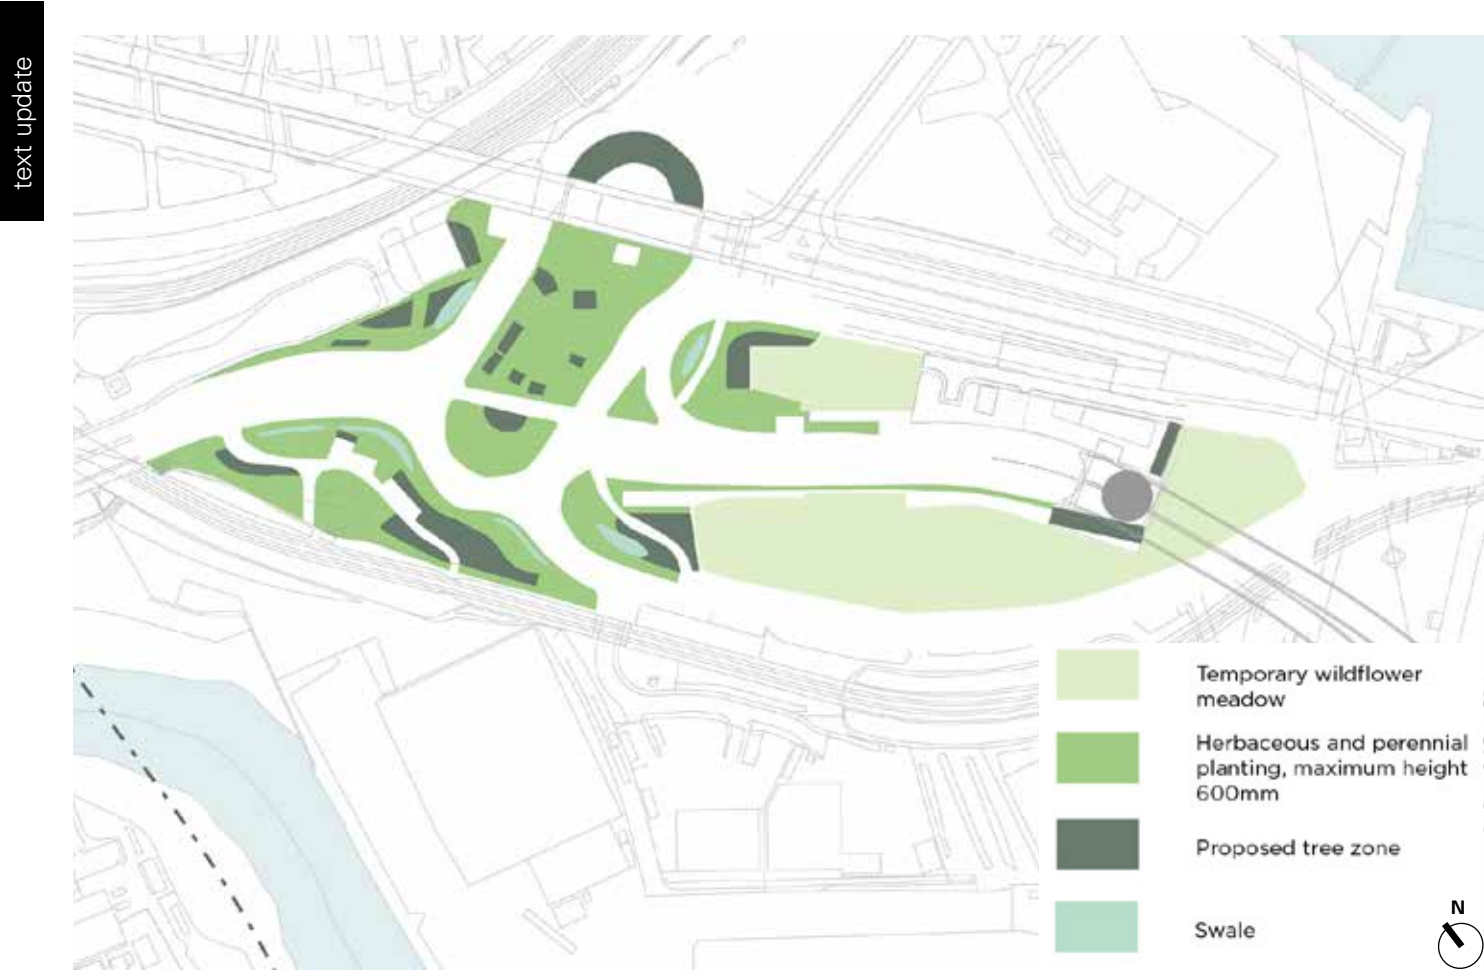 text update
Temporary wildflower
meadow
Herbaceous and perennial
planting, maximum height
600mm
Proposed tree zone
Swale
N